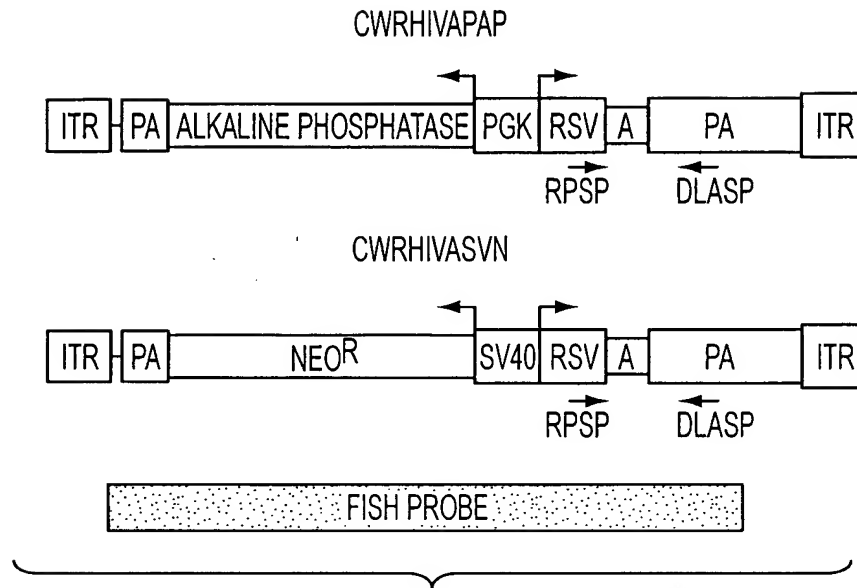 CWRHIVAPAP
ITR PA ALKALINE PHOSPHATASE PGK RSV A PA ITR
RPSP DLASP
CWRHIVASVN
ITR PA NEOR SV40 RSV A PA ITR
RPSP DLASP
FISH PROBE